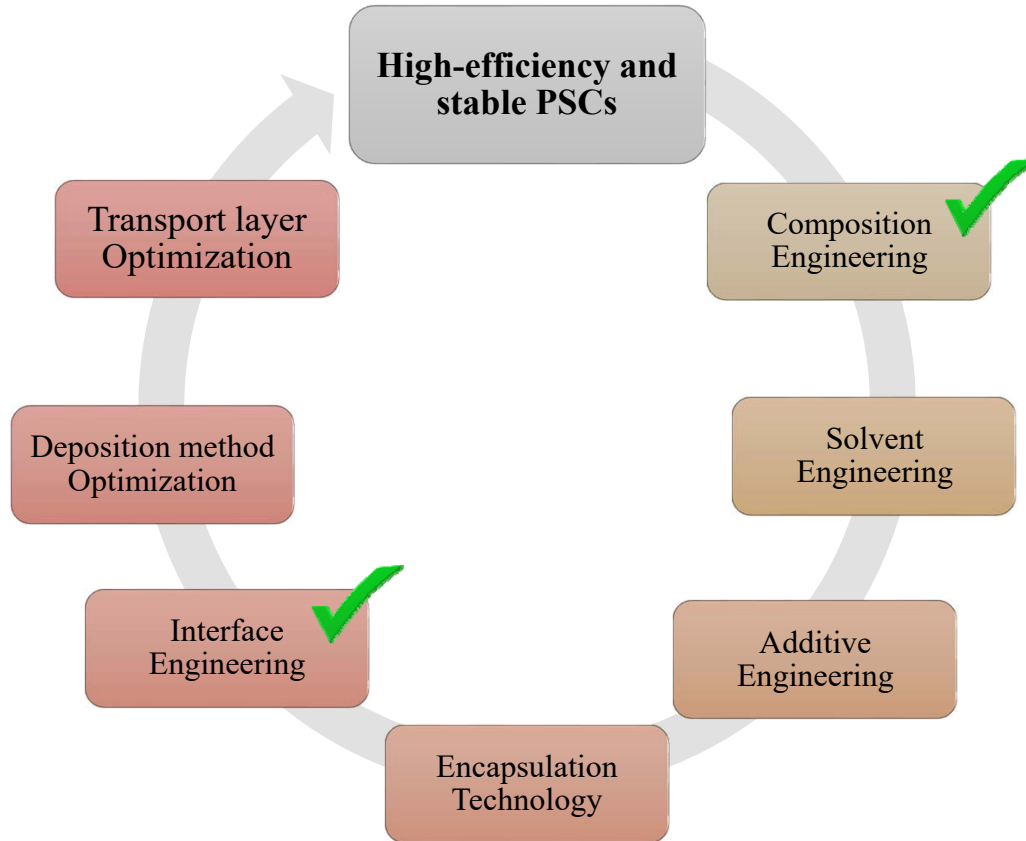 High-efficiency and
stable PSCs
Composition
Engineering
Solvent
Engineering
Additive
Engineering
Encapsulation
Technology
Interface
Engineering
Deposition method
Optimization
Transport layer
Optimization